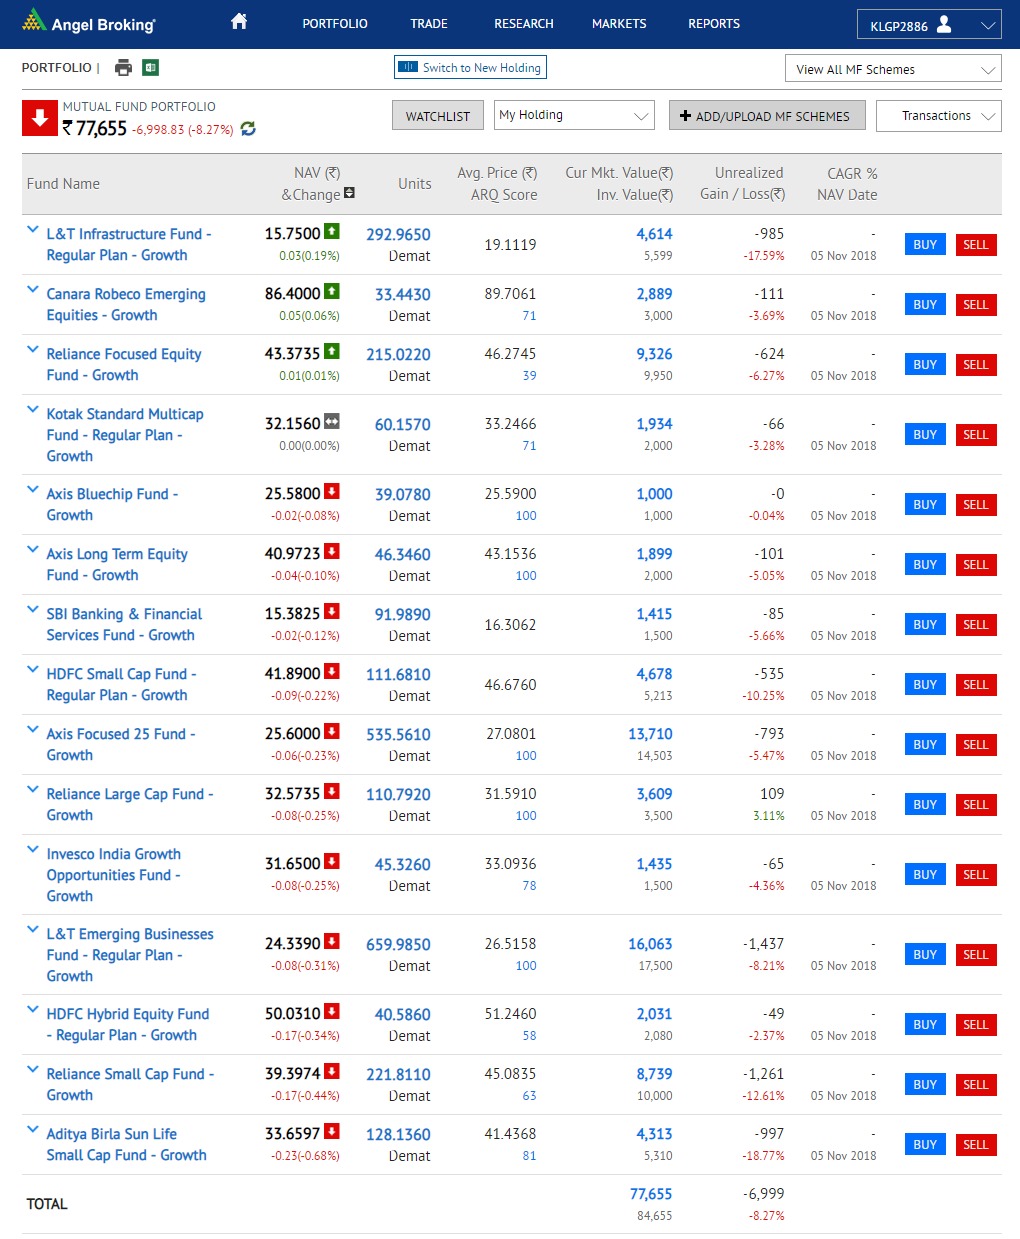 Angel Broking
PORTFOLIO TRADE RESEARCH MARKETS REPORTS KLGP2886
PORTFOLIO | Switch to New Holding View All MF Schemes
MUTUAL FUND PORTFOLIO
₹ 77,655 -6,998.83 (-8.27%) WATCHLIST My Holding + ADD/UPLOAD MF SCHEMES Transactions
Fund Name NAV (₹) &Change Units Avg. Price (₹) ARQ Score Cur Mkt. Value(₹) Inv. Value(₹) Unrealized Gain / Loss(₹) CAGR % NAV Date
L&T Infrastructure Fund - 15.7500 292.9650 19.1119 4,614 -985 - BUY SELL
Regular Plan - Growth 0.03(0.19%) Demat 5,599 -17.59% 05 Nov 2018
Canara Robeco Emerging 86.4000 33.4430 89.7061 2,889 -111 - BUY SELL
Equities - Growth 0.05(0.06%) Demat 71 3,000 -3.69% 05 Nov 2018
Reliance Focused Equity 43.3735 215.0220 46.2745 9,326 -624 - BUY SELL
Fund - Growth 0.01(0.01%) Demat 39 9,950 -6.27% 05 Nov 2018
Kotak Standard Multicap 32.1560 60.1570 33.2466 1,934 -66 - BUY SELL
Fund - Regular Plan - 0.00(0.00%) Demat 71 2,000 -3.28% 05 Nov 2018
Growth
Axis Bluechip Fund - 25.5800 39.0780 25.5900 1,000 -0 - BUY SELL
Growth -0.02(-0.08%) Demat 100 1,000 -0.04% 05 Nov 2018
Axis Long Term Equity 40.9723 46.3460 43.1536 1,899 -101 - BUY SELL
Fund - Growth -0.04(-0.10%) Demat 100 2,000 -5.05% 05 Nov 2018
SBI Banking & Financial 15.3825 91.9890 16.3062 1,415 -85 - BUY SELL
Services Fund - Growth -0.02(-0.12%) Demat 1,500 -5.66% 05 Nov 2018
HDFC Small Cap Fund - 41.8900 111.6810 46.6760 4,678 -535 - BUY SELL
Regular Plan - Growth -0.09(-0.22%) Demat 5,213 -10.25% 05 Nov 2018
Axis Focused 25 Fund - 25.6000 535.5610 27.0801 13,710 -793 - BUY SELL
Growth -0.06(-0.23%) Demat 100 14,503 -5.47% 05 Nov 2018
Reliance Large Cap Fund - 32.5735 110.7920 31.5910 3,609 109 - BUY SELL
Growth -0.08(-0.25%) Demat 100 3,500 3.11% 05 Nov 2018
Invesco India Growth 31.6500 45.3260 33.0936 1,435 -65 - BUY SELL
Opportunities Fund - -0.08(-0.25%) Demat 78 1,500 -4.36% 05 Nov 2018
Growth
L&T Emerging Businesses 24.3390 659.9850 26.5158 16,063 -1,437 - BUY SELL
Fund - Regular Plan - -0.08(-0.31%) Demat 100 17,500 -8.21% 05 Nov 2018
Growth
HDFC Hybrid Equity Fund 50.0310 40.5860 51.2460 2,031 -49 - BUY SELL
- Regular Plan - Growth -0.17(-0.34%) Demat 58 2,080 -2.37% 05 Nov 2018
Reliance Small Cap Fund - 39.3974 221.8110 45.0835 8,739 -1,261 - BUY SELL
Growth -0.17(-0.44%) Demat 63 10,000 -12.61% 05 Nov 2018
Aditya Birla Sun Life 33.6597 128.1360 41.4368 4,313 -997 - BUY SELL
Small Cap Fund - Growth -0.23(-0.68%) Demat 81 5,310 -18.77% 05 Nov 2018
TOTAL 77,655 -6,999
84,655 -8.27%